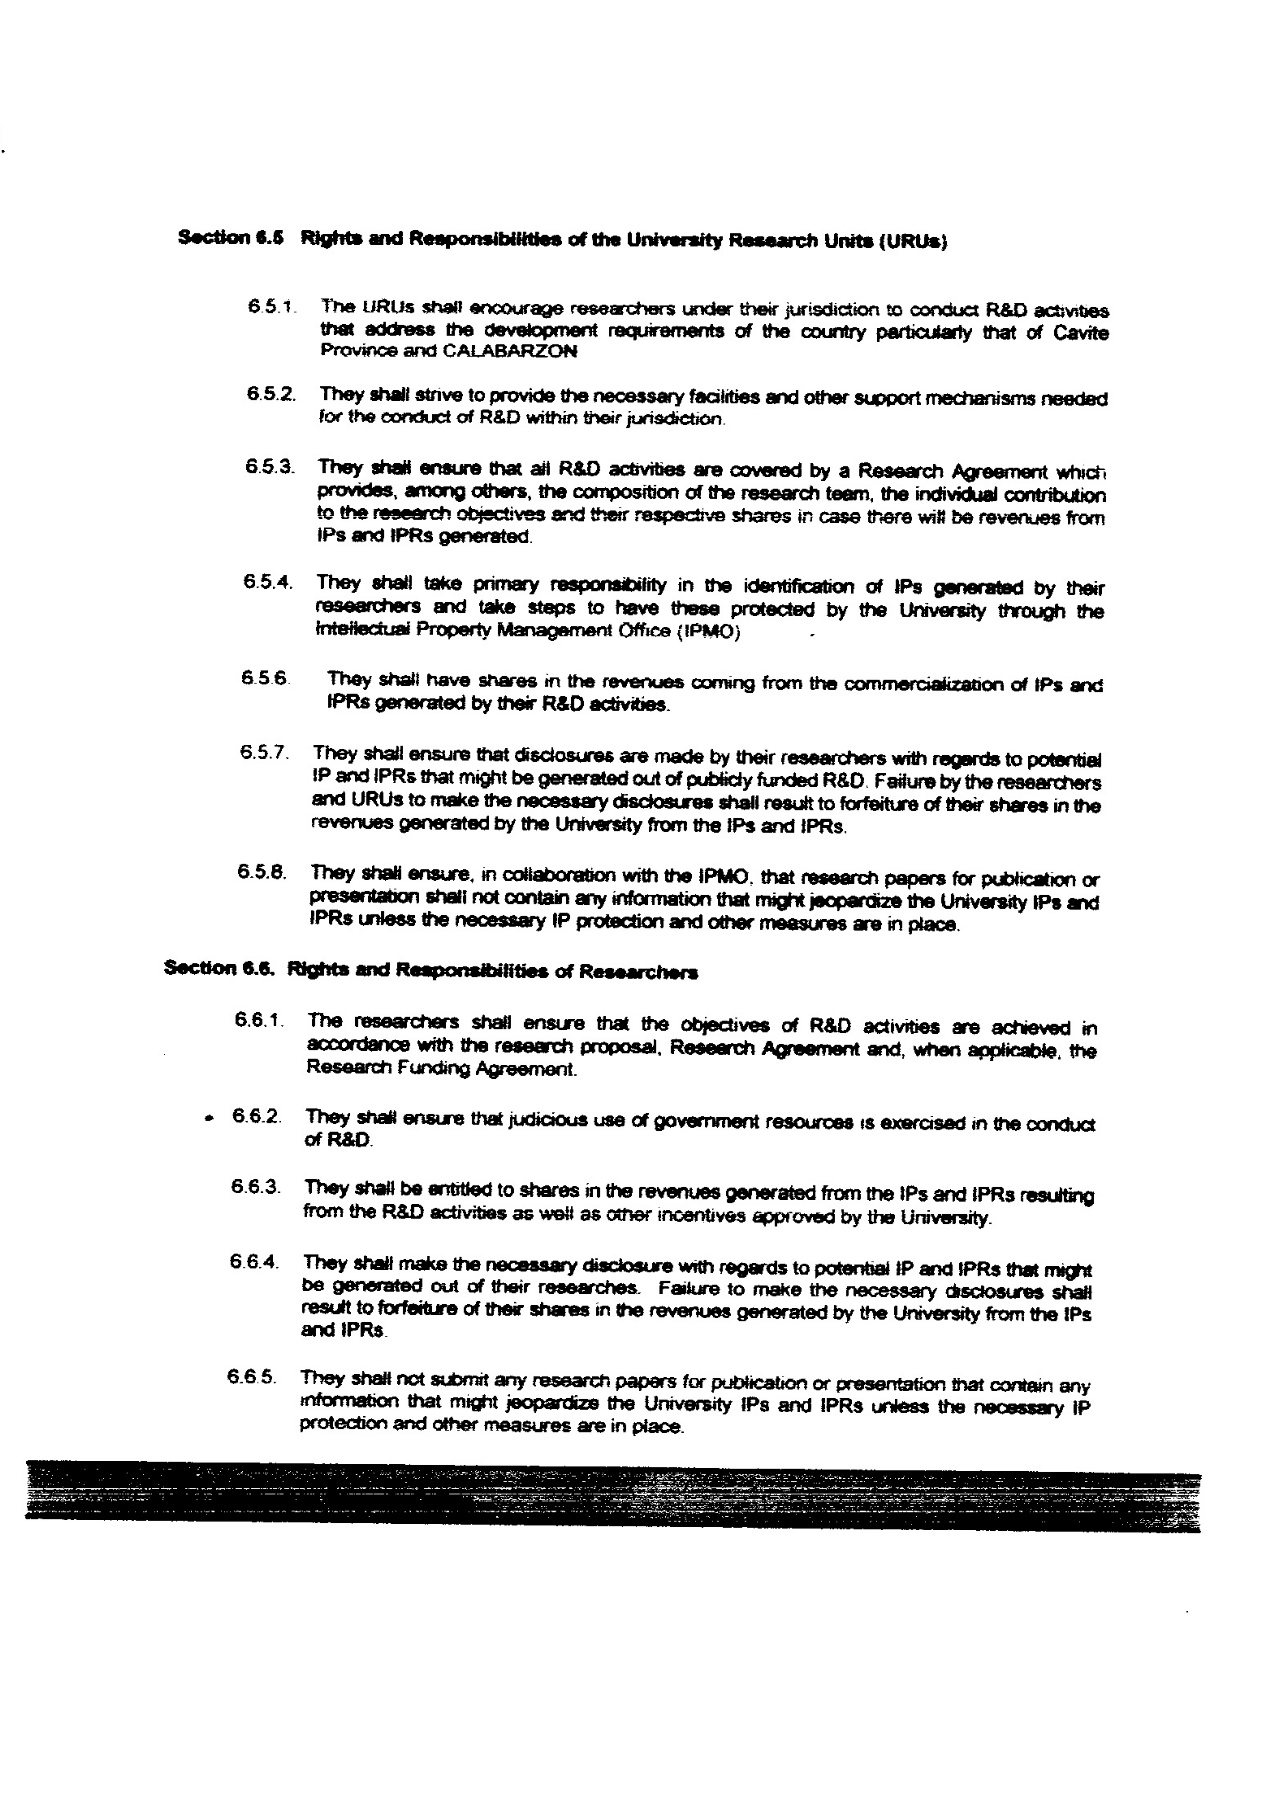 Section 6.5 Rights and Responsibilities of the University Research Units (URUs)
6.5.1. The URUs shall encourage researchers under their jurisdiction to conduct R&D activities
that address the development requirements of the country particularly that of Cavite
Province and CALABARZON
6.5.2. They shall strive to provide the necessary facilities and other support mechanisms needed
for the conduct of R&D within their jurisdiction.
6.5.3. They shall ensure that all R&D activities are covered by a Research Agreement which
provides, among others, the composition of the research team, the individual contribution
to the research objectives and their respective shares in case there will be revenues from
IPs and IPRs generated.
6.5.4. They shall take primary responsibility in the identification of IPs generated by their
researchers and take steps to have these protected by the University through the
Intellectual Property Management Office (IPMO)
6.5.6. They shall have shares in the revenues coming from the commercialization of IPs and
IPRs generated by their R&D activities.
6.5.7. They shall ensure that disclosures are made by their researchers with regards to potential
IP and IPRs that might be generated out of publicly funded R&D. Failure by the researchers
and URUs to make the necessary disclosures shall result to forfeiture of their shares in the
revenues generated by the University from the IPs and IPRs.
6.5.8. They shall ensure, in collaboration with the IPMO, that research papers for publication or
presentation shall not contain any information that might jeopardize the University IPs and
IPRs unless the necessary IP protection and other measures are in place.
Section 6.6. Rights and Responsibilities of Researchers
6.6.1. The researchers shall ensure that the objectives of R&D activities are achieved in
accordance with the research proposal, Research Agreement and, when applicable, the
Research Funding Agreement.
6.6.2. They shall ensure that judicious use of government resources is exercised in the conduct
of R&D.
6.6.3. They shall be entitled to shares in the revenues generated from the IPs and IPRs resulting
from the R&D activities as well as other incentives approved by the University.
6.6.4. They shall make the necessary disclosure with regards to potential IP and IPRs that might
be generated out of their researches. Failure to make the necessary disclosures shall
result to forfeiture of their shares in the revenues generated by the University from the IPs
and IPRs.
6.6.5. They shall not submit any research papers for publication or presentation that contain any
information that might jeopardize the University IPs and IPRs unless the necessary IP
protection and other measures are in place.